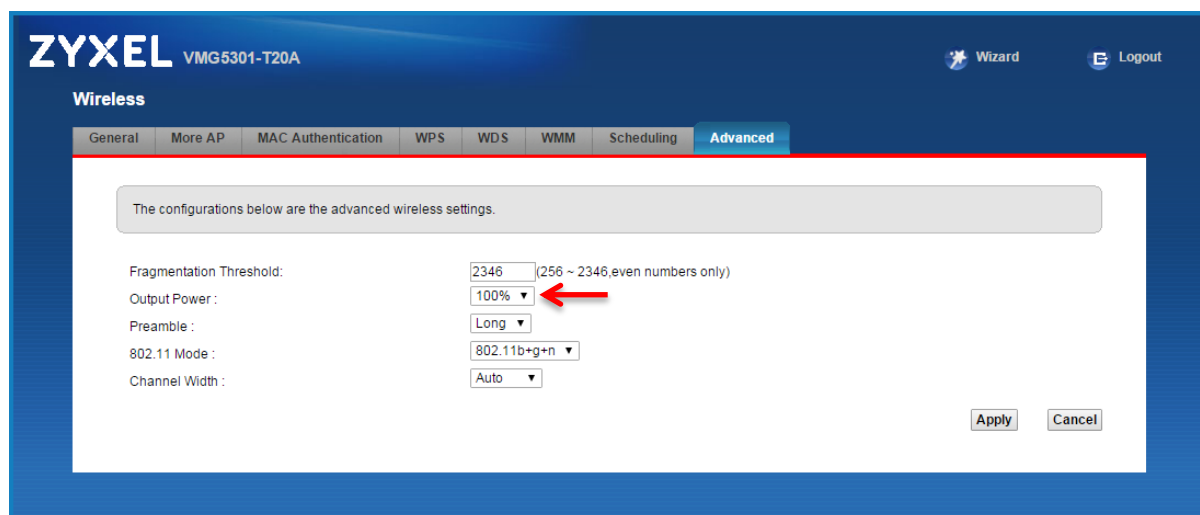 ZYXEL VMG5301-T20A
Wizard
Logout
Wireless
General More AP MAC Authentication WPS WDS WMM Scheduling Advanced
The configurations below are the advanced wireless settings.
Fragmentation Threshold: 2346 (256 ~ 2346,even numbers only)
Output Power : 100%
Preamble : Long
802.11 Mode : 802.11b+g+n
Channel Width : Auto
Apply Cancel